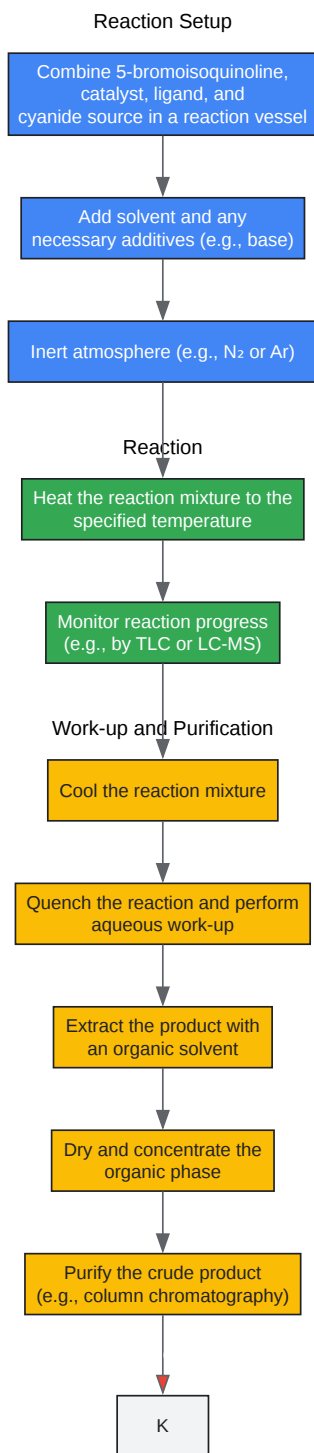 Reaction Setup
Combine 5-bromoisoquinoline,
catalyst, ligand, and
cyanide source in a reaction vessel
Add solvent and any
necessary additives (e.g., base)
Inert atmosphere (e.g., N₂ or Ar)
Reaction
Heat the reaction mixture to the
specified temperature
Monitor reaction progress
(e.g., by TLC or LC-MS)
Work-up and Purification
Cool the reaction mixture
Quench the reaction and perform
aqueous work-up
Extract the product with
an organic solvent
Dry and concentrate the
organic phase
Purify the crude product
(e.g., column chromatography)
K